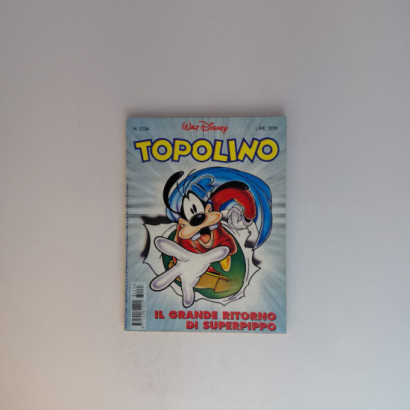 Walt Disney
TOPOLINO
IL GRANDE RITORNO
DI SUPERPIPPO